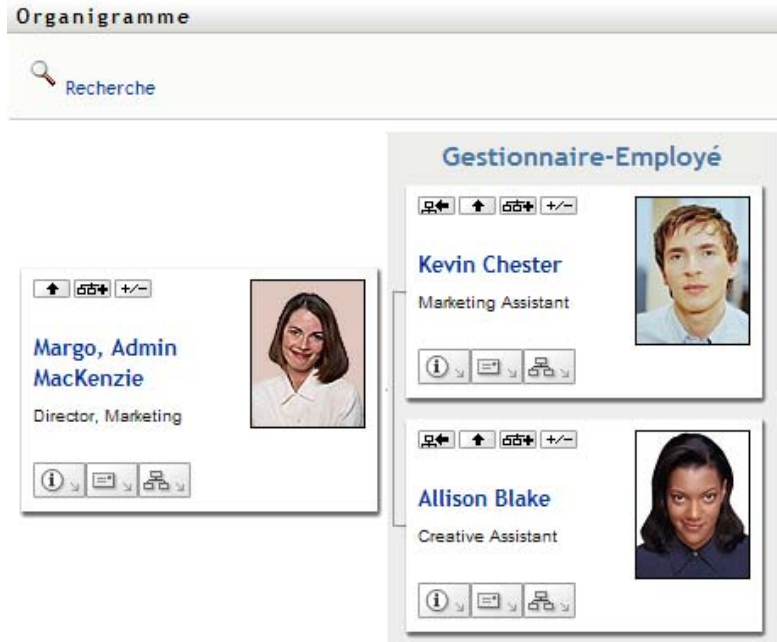 Organigramme
Recherche
Gestionnaire-Employé
+/-
Kevin Chester
Marketing Assistant
+/-
Margo, Admin
MacKenzie
Director, Marketing
+/-
Allison Blake
Creative Assistant